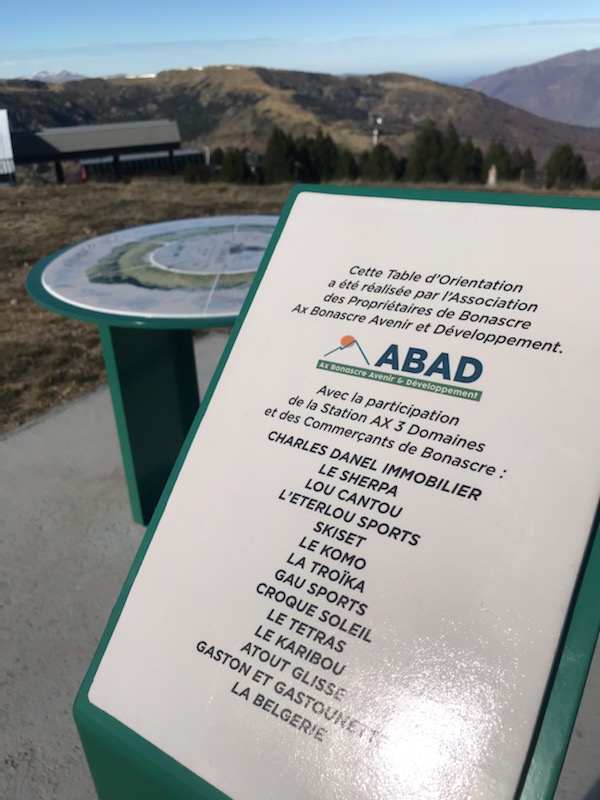 Cette Table d'Orientation
a été réalisée par l'Association
des Propriétaires de Bonascre
Ax Bonascre Avenir et Développement.
ABAD
Ax Bonascre Avenir & Développement
Avec la participation
de la Station AX 3 Domaines
et des Commerçants de Bonascre :
CHARLES DANEL IMMOBILIER
LE SHERPA
LOU CANTOU
L'ETERLOU SPORTS
SKISET
LE KOMO
LA TROÏKA
GAU SPORTS
CROQUE SOLEIL
LE TETRAS
LE KARIBOU
ATOUT GLISSE
GASTON ET GASTOUNETTE
LA BELGERIE